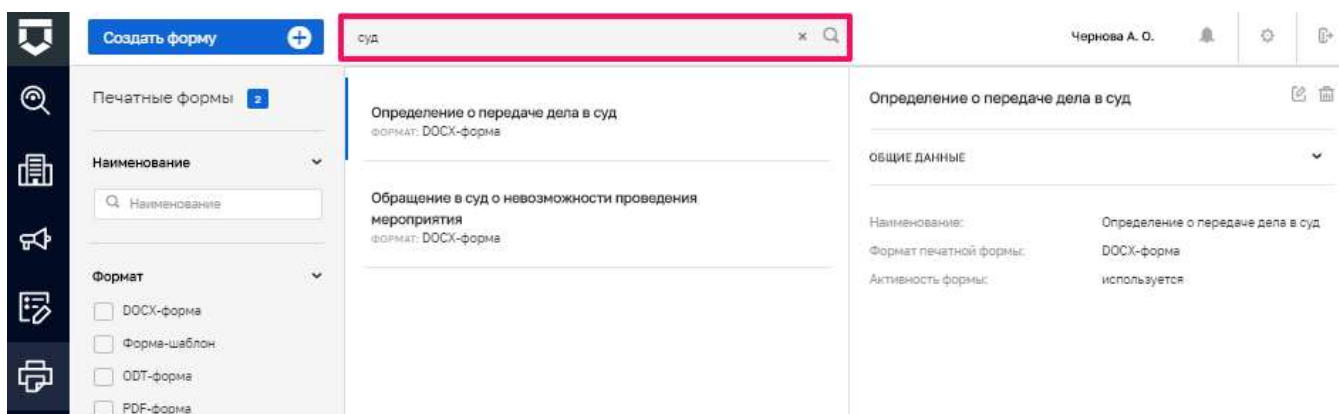 Создать форму
суд
Чернова А. О.
Печатные формы 2
Наименование
Наименование
Формат
DOCX-форма
Форма-шаблон
ODT-форма
PDF-форма
Определение о передаче дела в суд
ФОРМАТ: DOCX-форма
Обращение в суд о невозможности проведения
мероприятия
ФОРМАТ: DOCX-форма
Определение о передаче дела в суд
ОБЩИЕ ДАННЫЕ
Наименование: Определение о передаче дела в суд
Формат печатной формы: DOCX-форма
Активность формы: используется